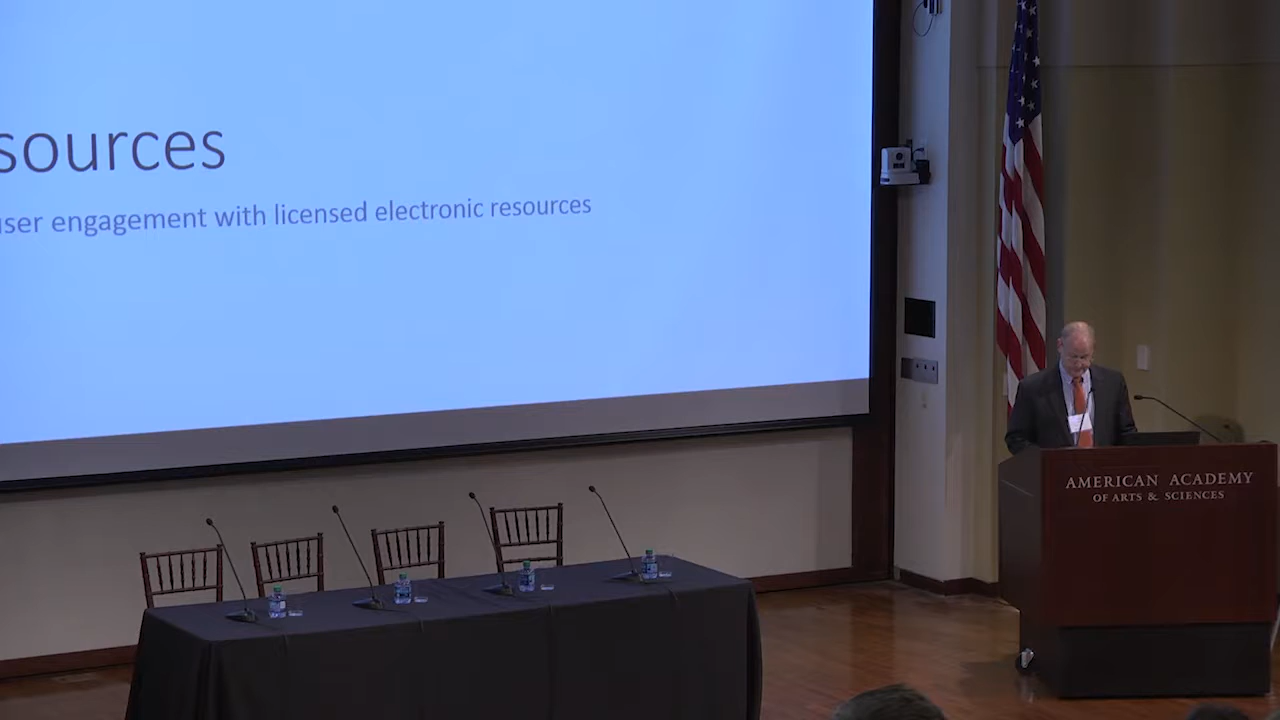 sources
user engagement with licensed electronic resources
AMERICAN ACADEMY
OF ARTS & SCIENCES